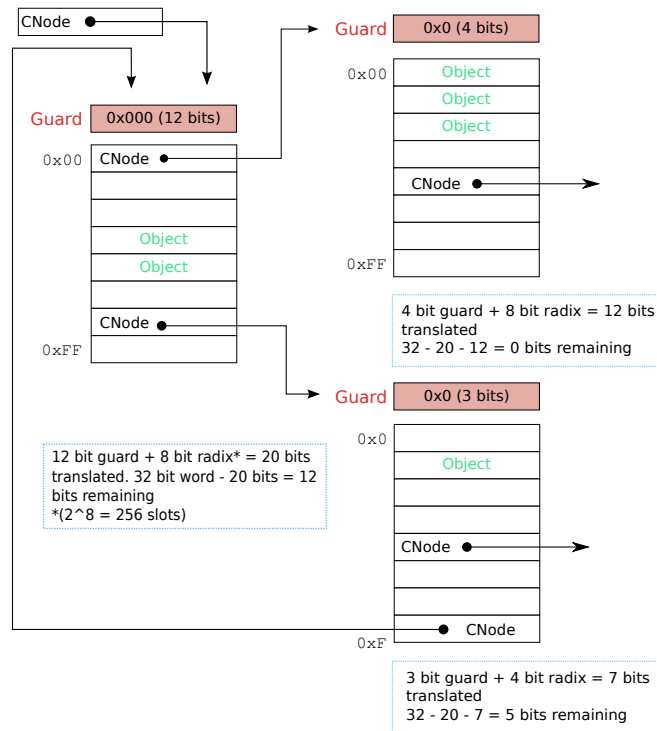 CNode
Guard
0x000 (12 bits)
0x00
CNode
Object
Object
CNode
0xFF
12 bit guard + 8 bit radix* = 20 bits
translated. 32 bit word - 20 bits = 12
bits remaining
*(2^8 = 256 slots)
Guard
0x0 (4 bits)
0x00
Object
Object
Object
CNode
0xFF
4 bit guard + 8 bit radix = 12 bits
translated
32 - 20 - 12 = 0 bits remaining
Guard
0x0 (3 bits)
0x0
Object
CNode
CNode
0xF
3 bit guard + 4 bit radix = 7 bits
translated
32 - 20 - 7 = 5 bits remaining